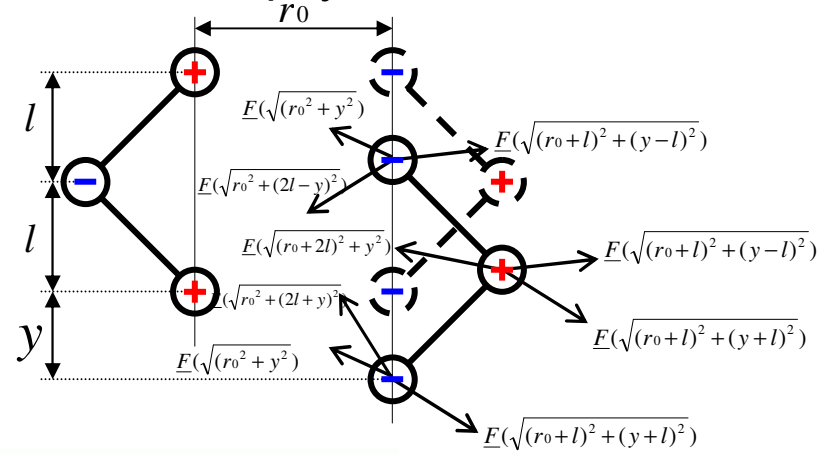 r₀
l
l
y
+
−
−
+
+
−
−
+
−
F(√(r₀² + y²)
F(√(r₀+l)² + (y−l)²)
F(√r₀² + (2l−y)²)
F(√(r₀+2l)² + y²)
F(√(r₀+l)² + (y−l)²)
F(√r₀² + (2l+y)²)
F(√(r₀+l)² + (y+l)²)
F(√(r₀² + y²)
F(√(r₀+l)² + (y+l)²)